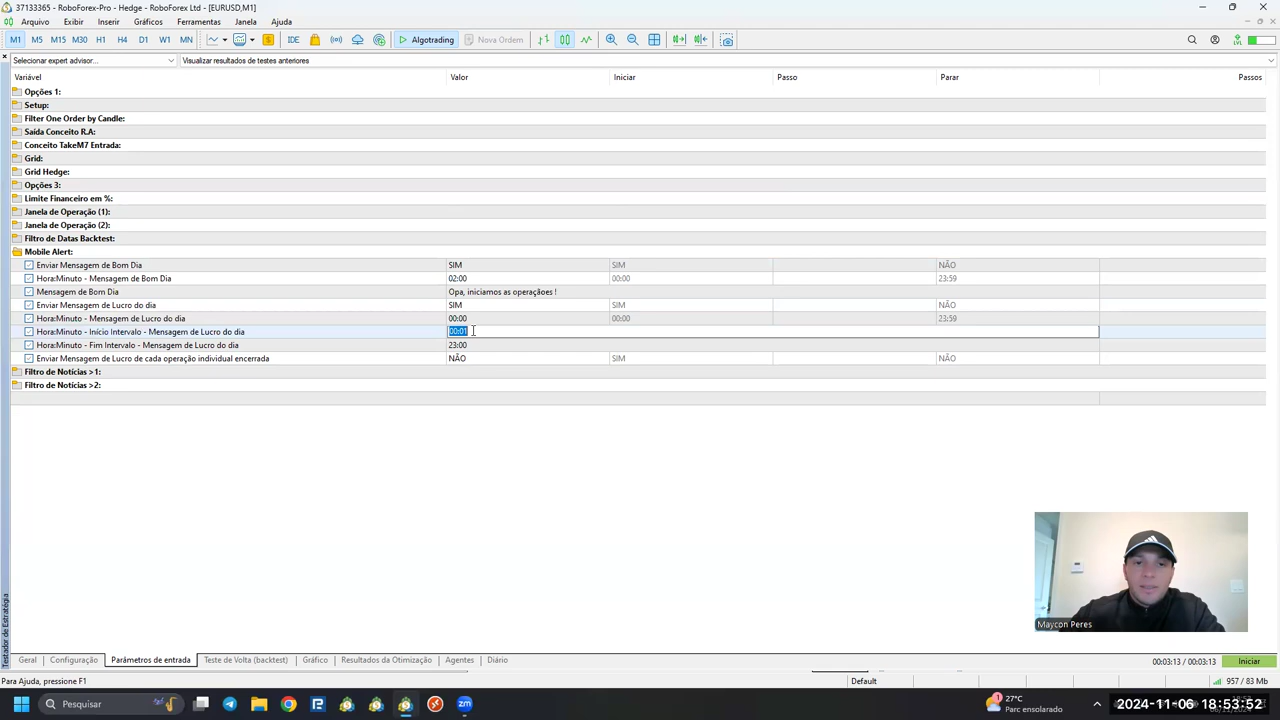 37133365 - RoboForex-Pro - Hedge - RoboForex Ltd - [EURUSD,M1]
Arquivo Exibir Inserir Gráficos Ferramentas Janela Ajuda
M1 M5 M15 M30 H1 H4 D1 W1 MN IDE Algotrading Nova Ordem
Selecionar expert advisor... Visualizar resultados de testes anteriores
Variável Valor Iniciar Passo Parar Passos
Opções 1:
Setup:
Filter One Order by Candle:
Saída Conceito R.A:
Conceito TakeM7 Entrada:
Grid:
Grid Hedge:
Opções 3:
Limite Financeiro em %:
Janela de Operação (1):
Janela de Operação (2):
Filtro de Datas Backtest:
Mobile Alert:
Enviar Mensagem de Bom Dia SIM SIM NÃO
Hora:Minuto - Mensagem de Bom Dia 02:00 00:00 23:59
Mensagem de Bom Dia Opa, iniciamos as operaçãoes !
Enviar Mensagem de Lucro do dia SIM SIM NÃO
Hora:Minuto - Mensagem de Lucro do dia 00:00 00:00 23:59
Hora:Minuto - Início Intervalo - Mensagem de Lucro do dia 00:01
Hora:Minuto - Fim Intervalo - Mensagem de Lucro do dia 23:00
Enviar Mensagem de Lucro de cada operação individual encerrada NÃO SIM NÃO
Filtro de Notícias >1:
Filtro de Notícias >2:
Maycon Peres
Testador de Estratégia
Geral Configuração Parâmetros de entrada Teste de Volta (backtest) Gráfico Resultados da Otimização Agentes Diário 00:03:13 / 00:03:13 Iniciar
Para Ajuda, pressione F1 Default 957 / 83 Mb
Pesquisar 1 27°C
Parc ensolarado
2024-11-06 18:53:52